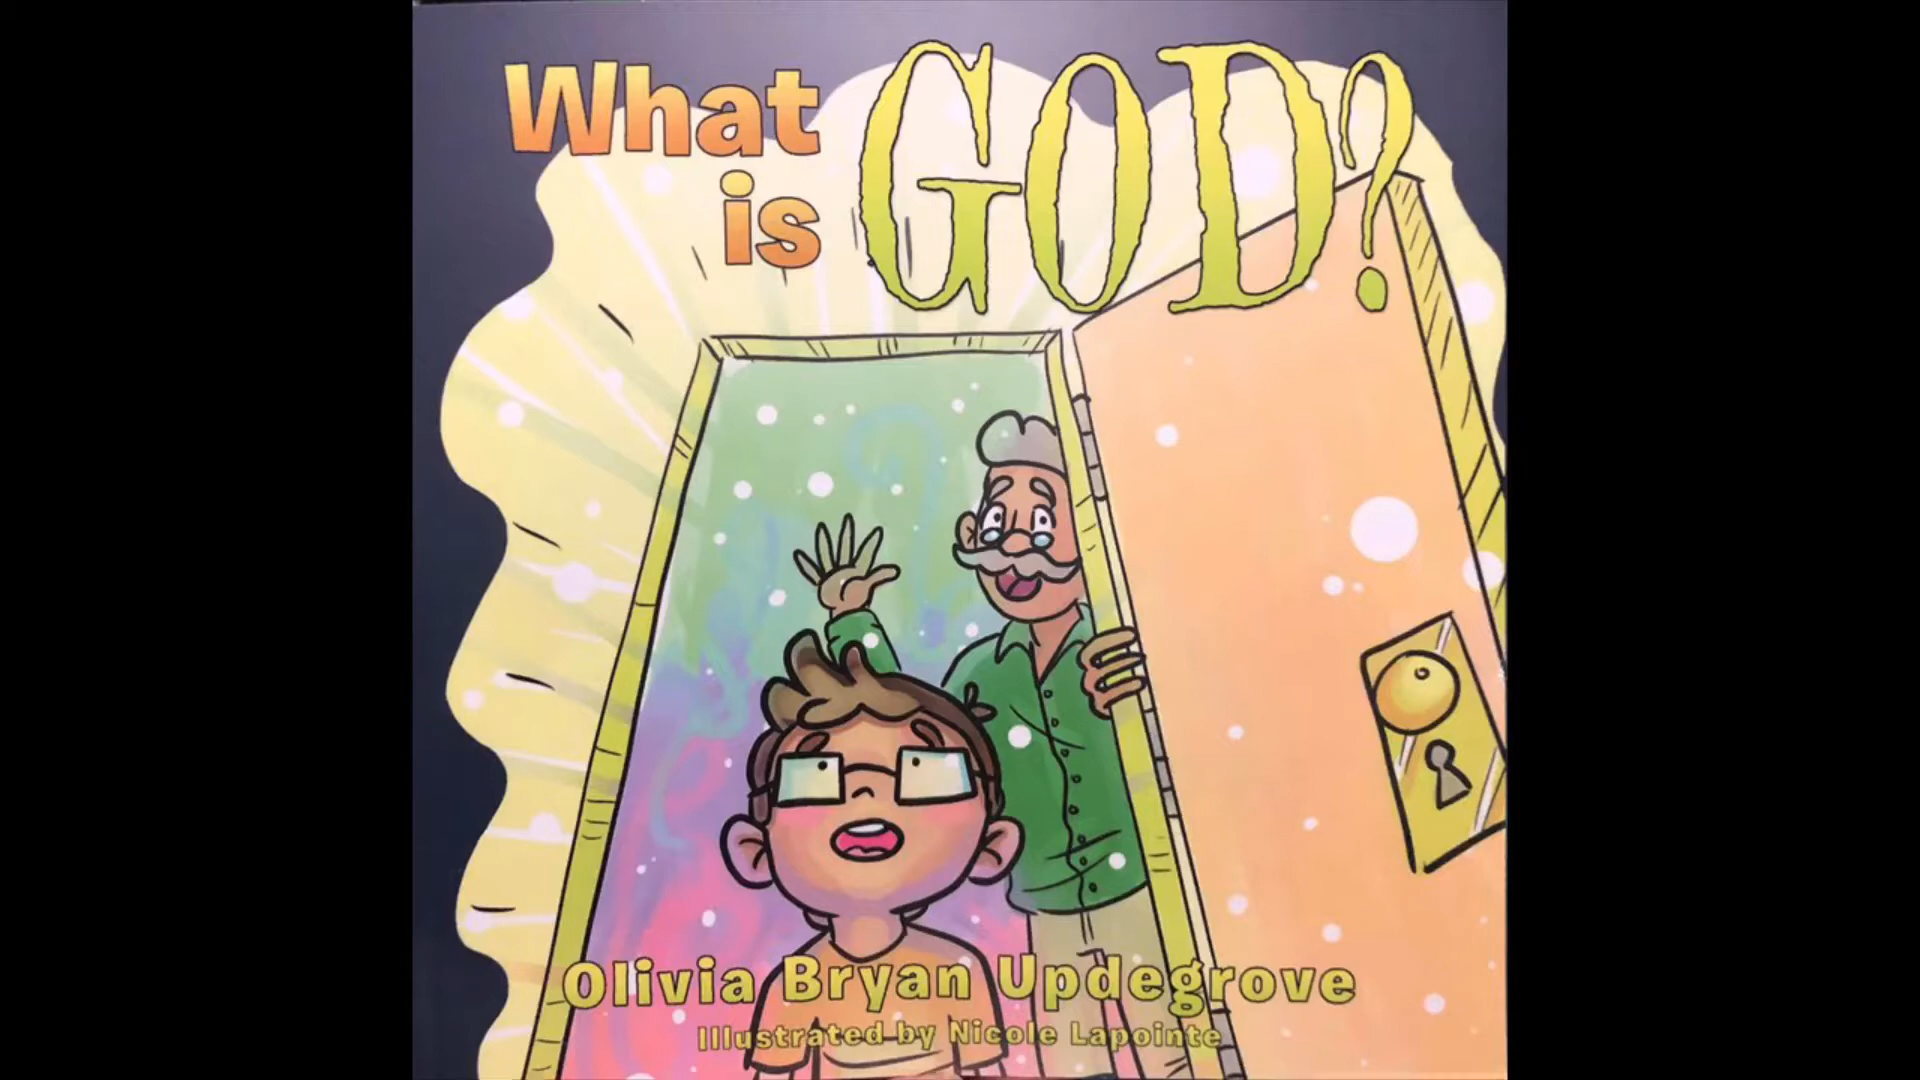 What
is GOD?
Olivia Bryan Updegrove
Illustrated by Nicole Lapointe